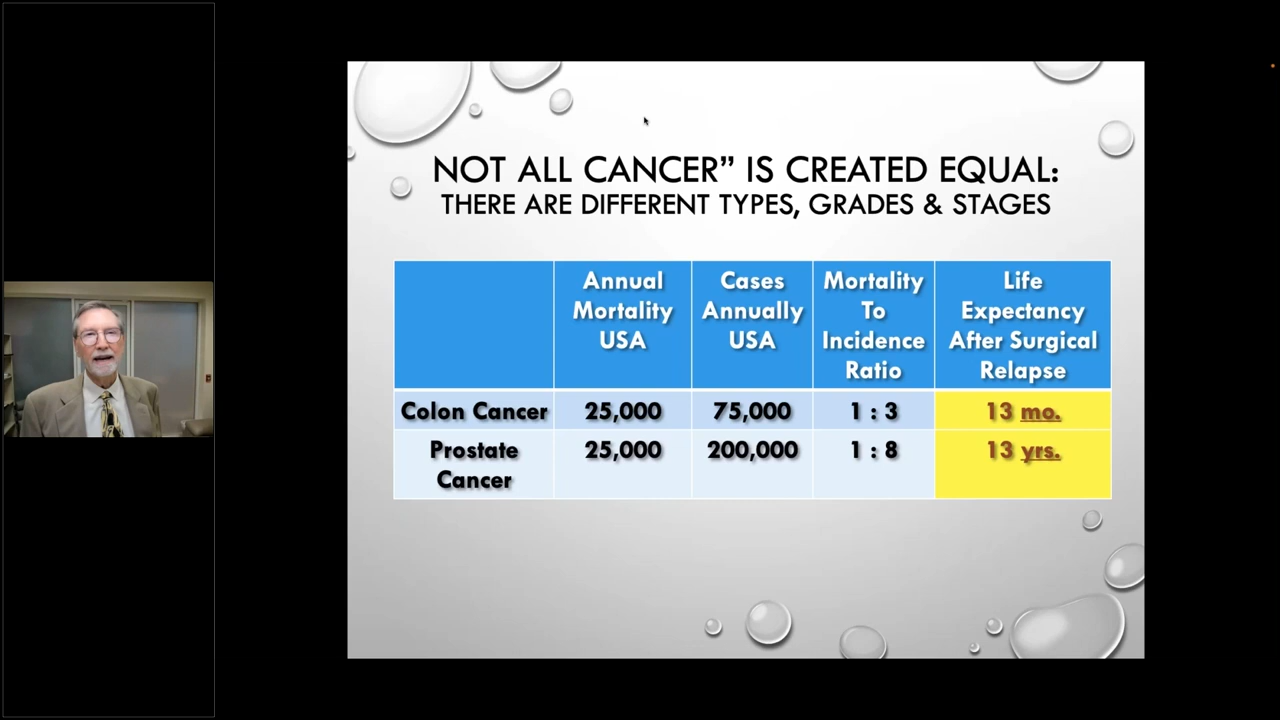 NOT ALL CANCER” IS CREATED EQUAL:
THERE ARE DIFFERENT TYPES, GRADES & STAGES
Annual
Mortality
USA
Cases
Annually
USA
Mortality
To
Incidence
Ratio
Life
Expectancy
After Surgical
Relapse
Colon Cancer 25,000 75,000 1 : 3 13 mo.
Prostate
Cancer
25,000 200,000 1 : 8 13 yrs.